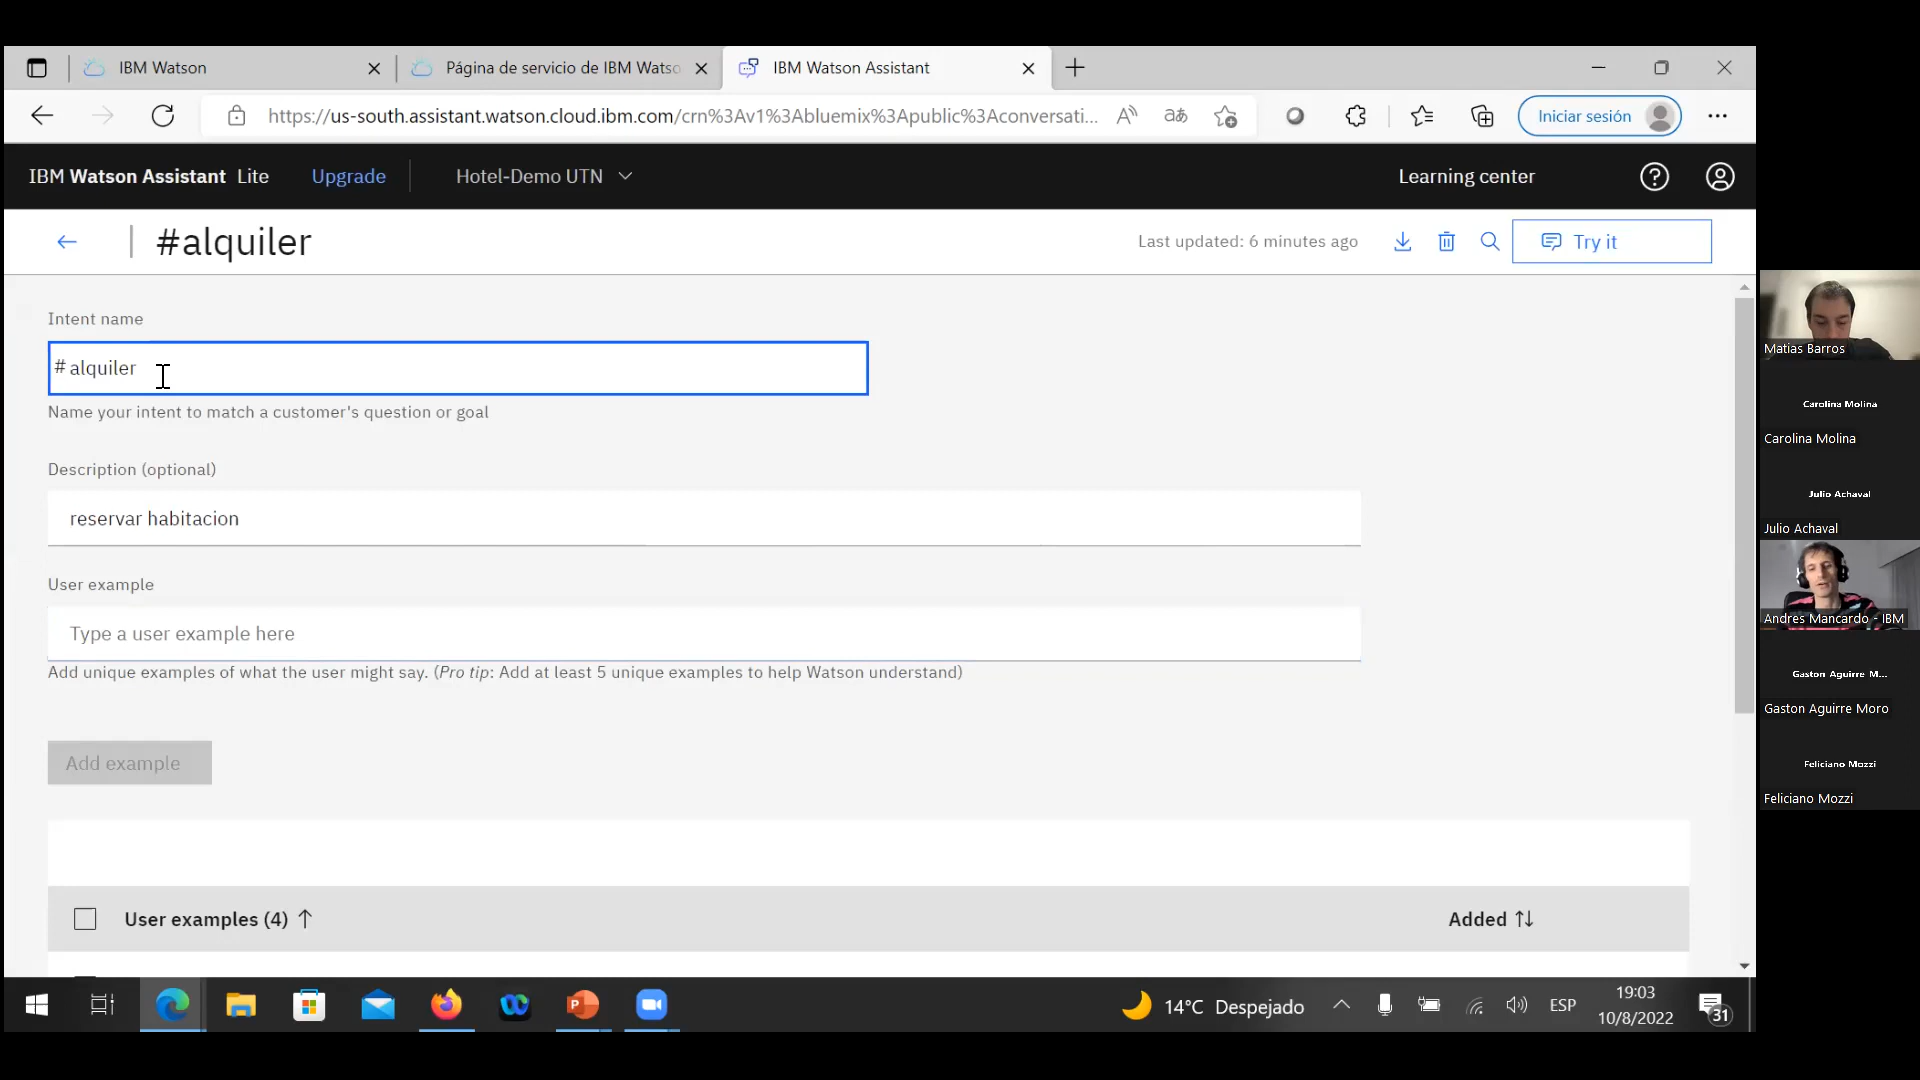 IBM Watson
Página de servicio de IBM Watso
IBM Watson Assistant
https://us-south.assistant.watson.cloud.ibm.com/crn%3Av1%3Abluemix%3Apublic%3Aconversati...
Iniciar sesión
IBM Watson Assistant Lite
Upgrade
Hotel-Demo UTN
Learning center
#alquiler
Last updated: 6 minutes ago
Try it
Intent name
#alquiler
Name your intent to match a customer's question or goal
Description (optional)
reservar habitacion
User example
Type a user example here
Add unique examples of what the user might say. (Pro tip: Add at least 5 unique examples to help Watson understand)
Add example
User examples (4)
Added
14°C Despejado
ESP
19:03
10/8/2022
31
Matias Barros
Carolina Molina
Carolina Molina
Julio Achaval
Julio Achaval
Andres Mancardo - IBM
Gaston Aguirre M...
Gaston Aguirre Moro
Feliciano Mozzi
Feliciano Mozzi